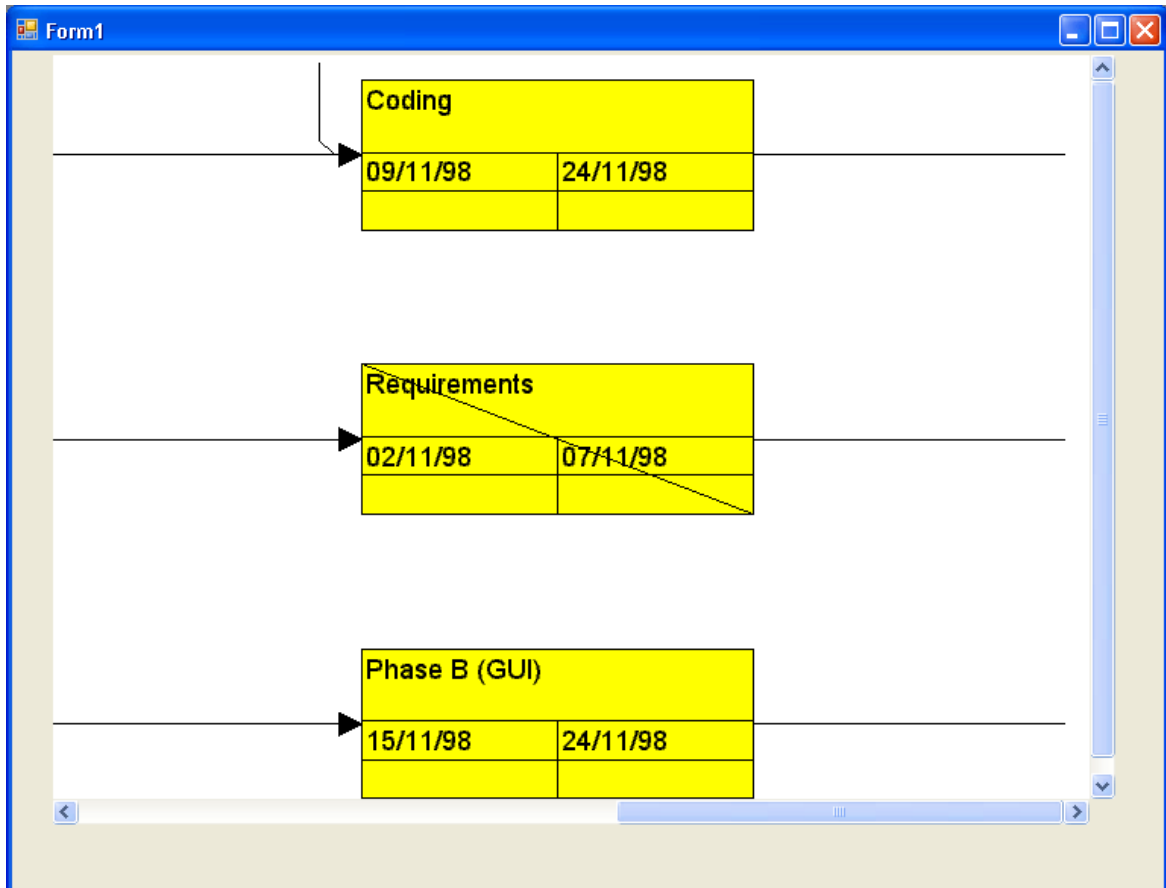 Form1
Coding
09/11/98 24/11/98
Requirements
02/11/98 07/11/98
Phase B (GUI)
15/11/98 24/11/98